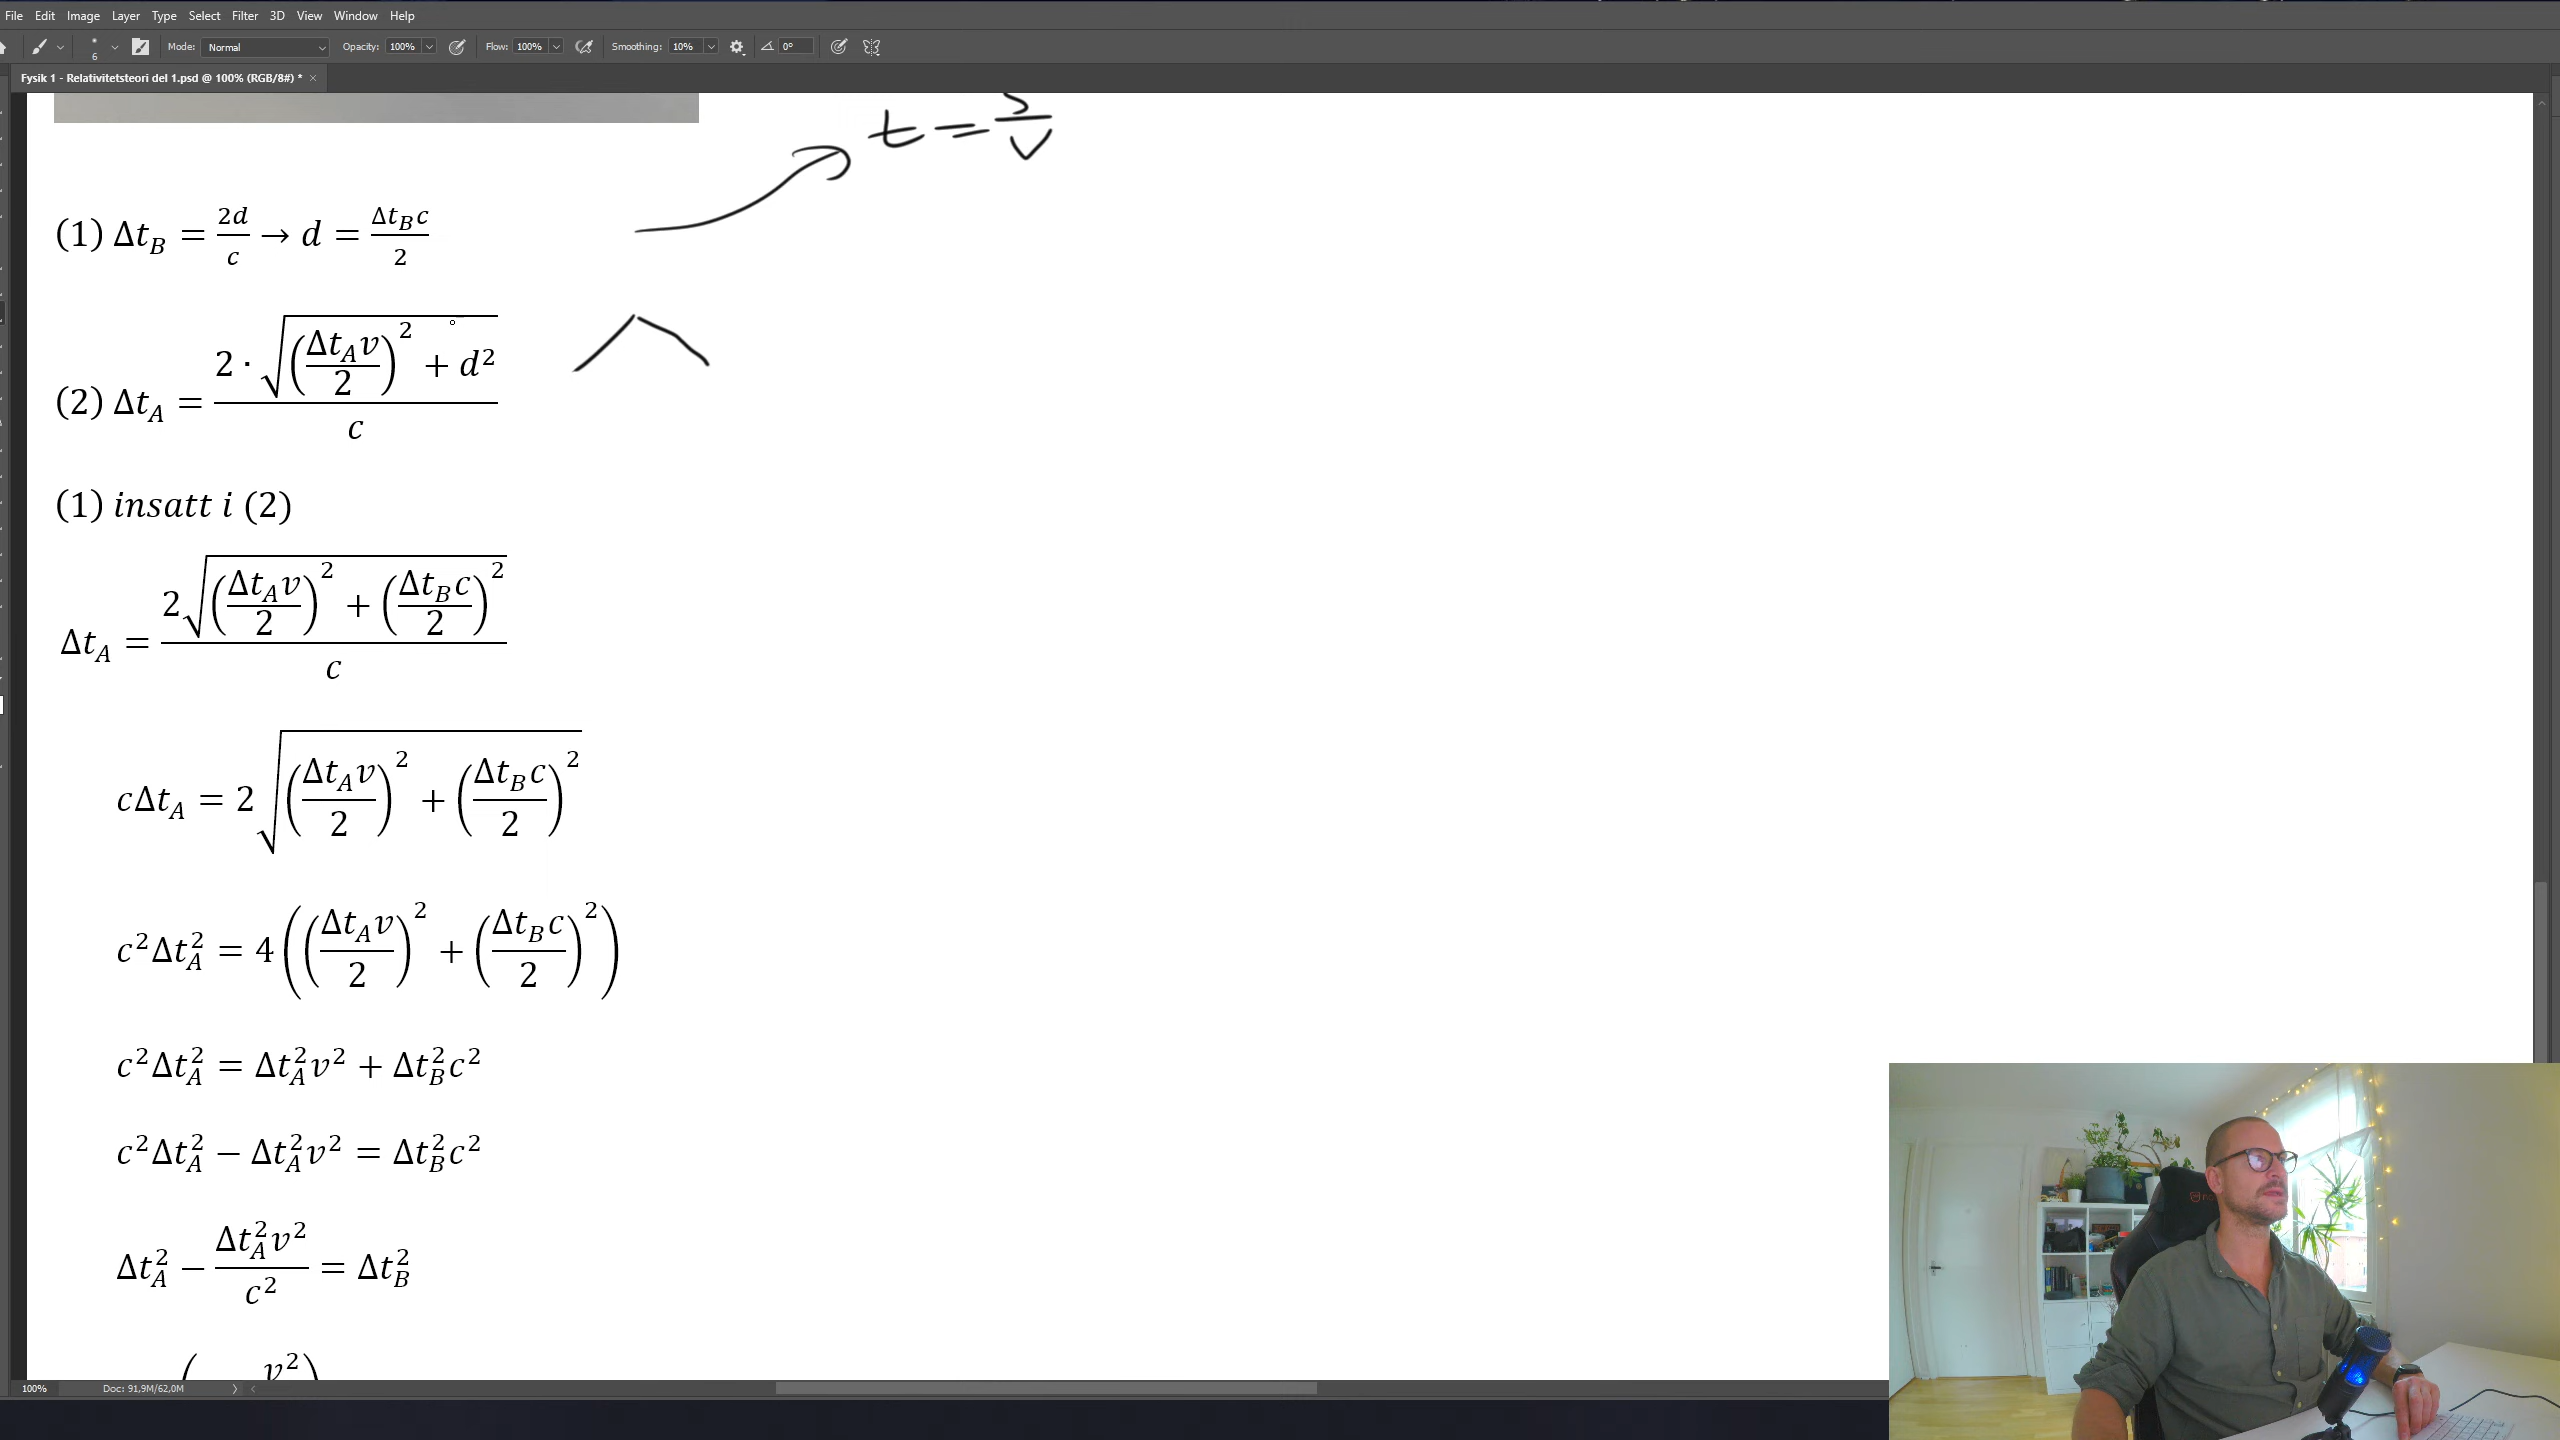 File Edit Image Layer Type Select Filter 3D View Window Help
6 Mode: Normal Opacity: 100% Flow: 100% Smoothing: 10% 0°
Fysik 1 - Relativitetsteori del 1.psd @ 100% (RGB/8#) * ×
t = s/v
(1) Δt_B = 2d/c → d = Δt_B c/2
(2) Δt_A = 2 · √((Δt_A v/2)² + d²)/c
(1) insatt i (2)
Δt_A = 2√((Δt_A v/2)² + (Δt_B c/2)²)/c
cΔt_A = 2√((Δt_A v/2)² + (Δt_B c/2)²)
c²Δt_A² = 4((Δt_A v/2)² + (Δt_B c/2)²)
c²Δt_A² = Δt_A²v² + Δt_B²c²
c²Δt_A² − Δt_A²v² = Δt_B²c²
Δt_A² − Δt_A²v²/c² = Δt_B²
( v² )
100% Doc: 91,9M/62,0M